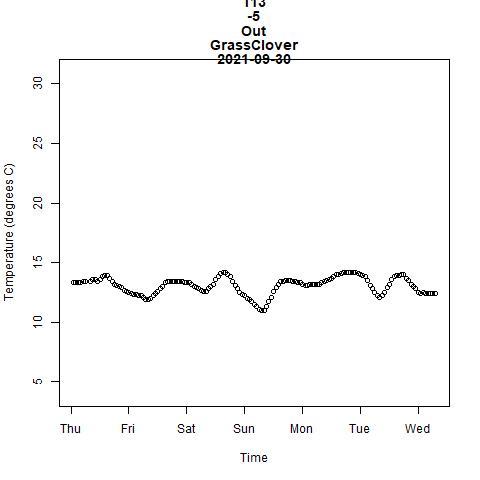 113
-5
Out
GrassClover
2021-09-30
Temperature (degrees C)
30
25
20
15
10
5
Thu Fri Sat Sun Mon Tue Wed
Time